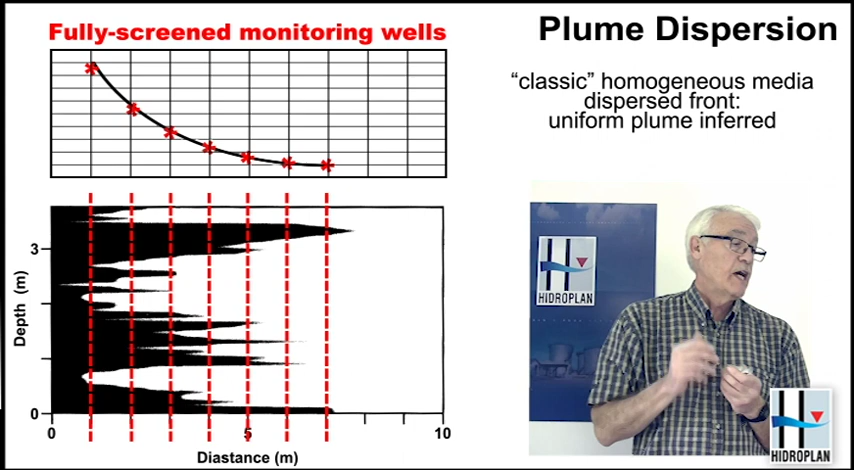 Fully-screened monitoring wells
Plume Dispersion
“classic” homogeneous media
dispersed front:
uniform plume inferred
3
Depth (m)
0
0
5
10
Diastance (m)
HIDROPLAN
HIDROPLAN